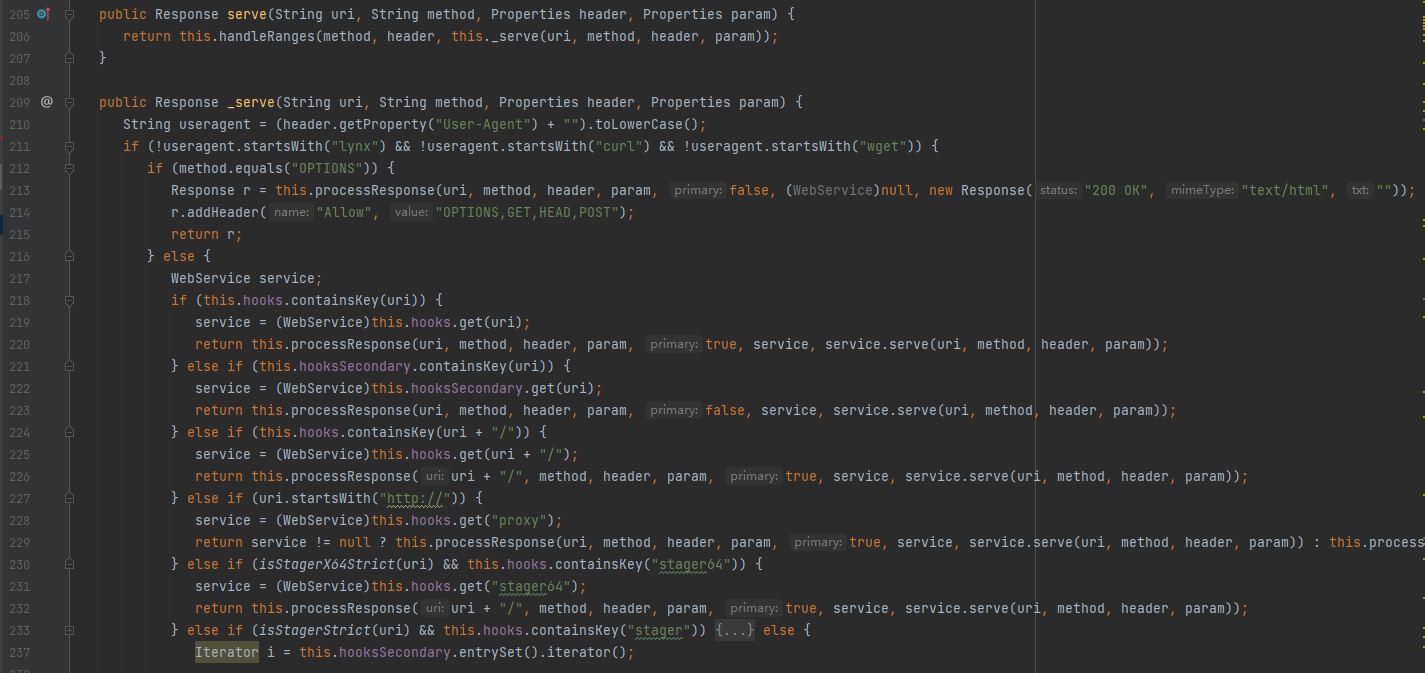 205 public Response serve(String uri, String method, Properties header, Properties param) {
206 return this.handleRanges(method, header, this._serve(uri, method, header, param));
207 }
208
209 @ public Response _serve(String uri, String method, Properties header, Properties param) {
210 String useragent = (header.getProperty("User-Agent") + "").toLowerCase();
211 if (!useragent.startsWith("lynx") && !useragent.startsWith("curl") && !useragent.startsWith("wget")) {
212 if (method.equals("OPTIONS")) {
213 Response r = this.processResponse(uri, method, header, param, primary: false, (WebService)null, new Response( status: "200 OK", mimeType: "text/html", txt: ""));
214 r.addHeader( name: "Allow", value: "OPTIONS,GET,HEAD,POST");
215 return r;
216 } else {
217 WebService service;
218 if (this.hooks.containsKey(uri)) {
219 service = (WebService)this.hooks.get(uri);
220 return this.processResponse(uri, method, header, param, primary: true, service, service.serve(uri, method, header, param));
221 } else if (this.hooksSecondary.containsKey(uri)) {
222 service = (WebService)this.hooksSecondary.get(uri);
223 return this.processResponse(uri, method, header, param, primary: false, service, service.serve(uri, method, header, param));
224 } else if (this.hooks.containsKey(uri + "/")) {
225 service = (WebService)this.hooks.get(uri + "/");
226 return this.processResponse( uri: uri + "/", method, header, param, primary: true, service, service.serve(uri, method, header, param));
227 } else if (uri.startsWith("http://")) {
228 service = (WebService)this.hooks.get("proxy");
229 return service != null ? this.processResponse(uri, method, header, param, primary: true, service, service.serve(uri, method, header, param)) : this.process
230 } else if (isStagerX64Strict(uri) && this.hooks.containsKey("stager64")) {
231 service = (WebService)this.hooks.get("stager64");
232 return this.processResponse( uri: uri + "/", method, header, param, primary: true, service, service.serve(uri, method, header, param));
233 } else if (isStagerStrict(uri) && this.hooks.containsKey("stager")) {...} else {
237 Iterator i = this.hooksSecondary.entrySet().iterator();